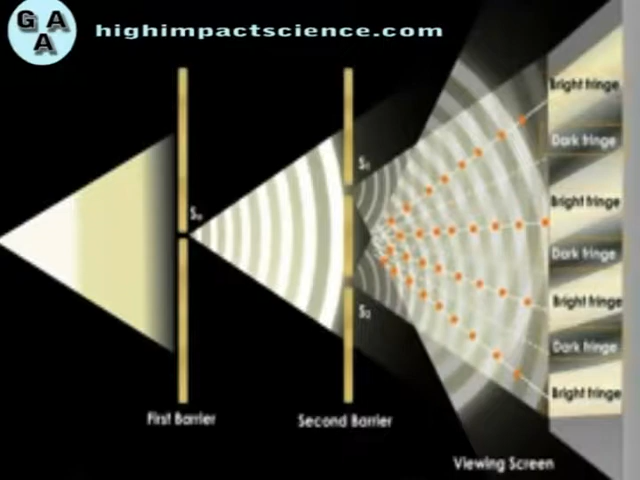 G A A
highimpactscience.com
Bright fringe
Dark fringe
S₁
Bright fringe
S₀
Dark fringe
Bright fringe
S₂
Dark fringe
Bright fringe
First Barrier
Second Barrier
Viewing Screen